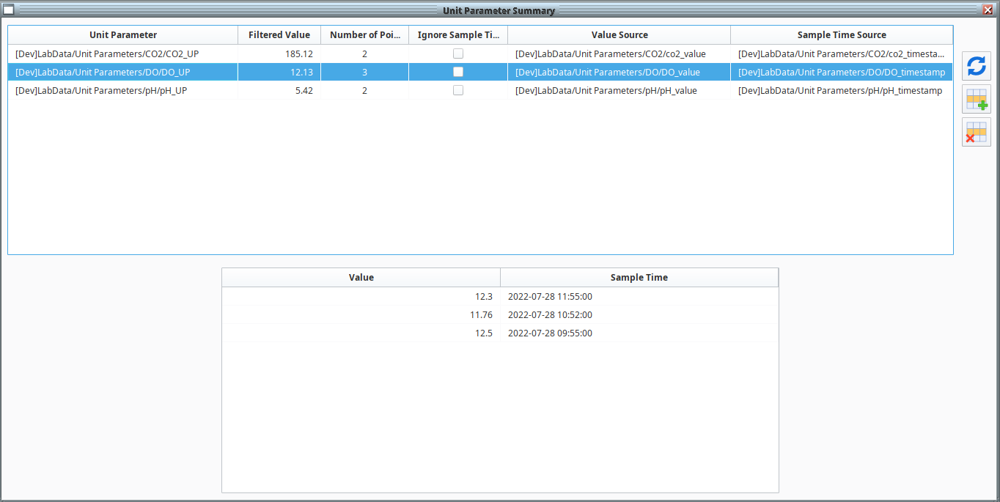 Unit Parameter Summary
Unit Parameter Filtered Value Number of Poi... Ignore Sample Ti... Value Source Sample Time Source
[Dev]LabData/Unit Parameters/CO2/CO2_UP 185.12 2 [Dev]LabData/Unit Parameters/CO2/co2_value [Dev]LabData/Unit Parameters/CO2/co2_timesta...
[Dev]LabData/Unit Parameters/DO/DO_UP 12.13 3 [Dev]LabData/Unit Parameters/DO/DO_value [Dev]LabData/Unit Parameters/DO/DO_timestamp
[Dev]LabData/Unit Parameters/pH/pH_UP 5.42 2 [Dev]LabData/Unit Parameters/pH/pH_value [Dev]LabData/Unit Parameters/pH/pH_timestamp
Value Sample Time
12.3 2022-07-28 11:55:00
11.76 2022-07-28 10:52:00
12.5 2022-07-28 09:55:00